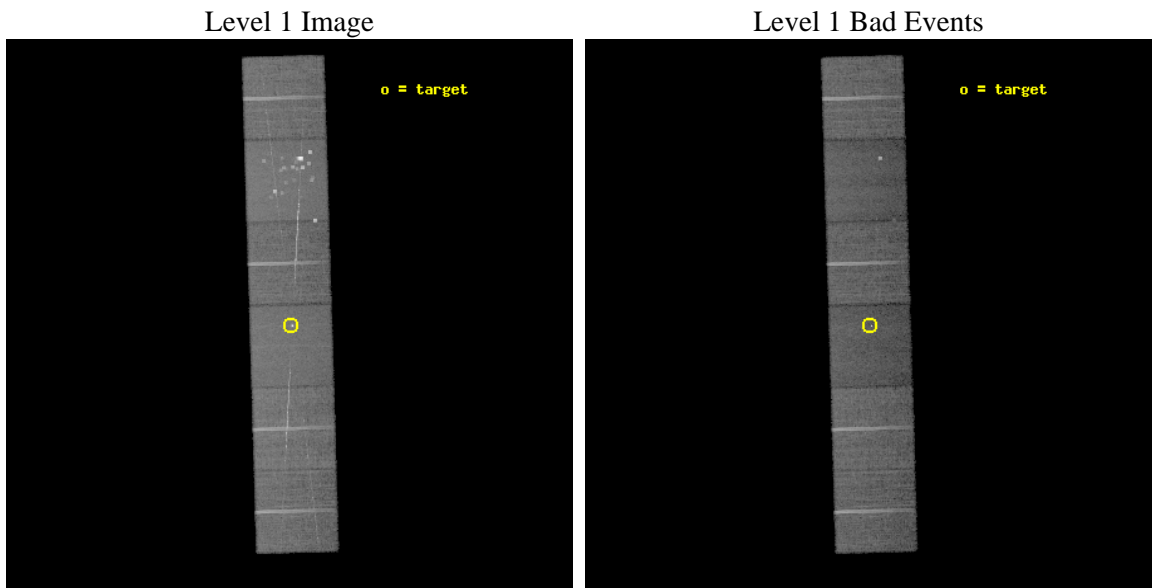 Level 1 Image
Level 1 Bad Events
o = target
o = target